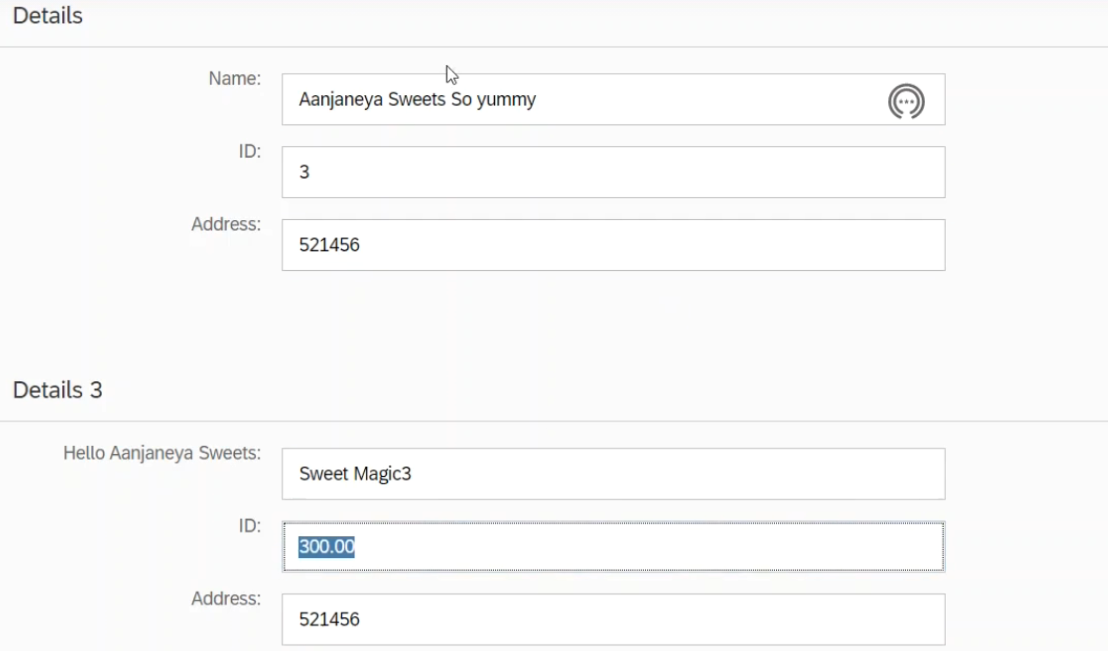 Details
Name:
Aanjaneya Sweets So yummy
ID:
3
Address:
521456
Details 3
Hello Aanjaneya Sweets:
Sweet Magic3
ID:
300.00
Address:
521456